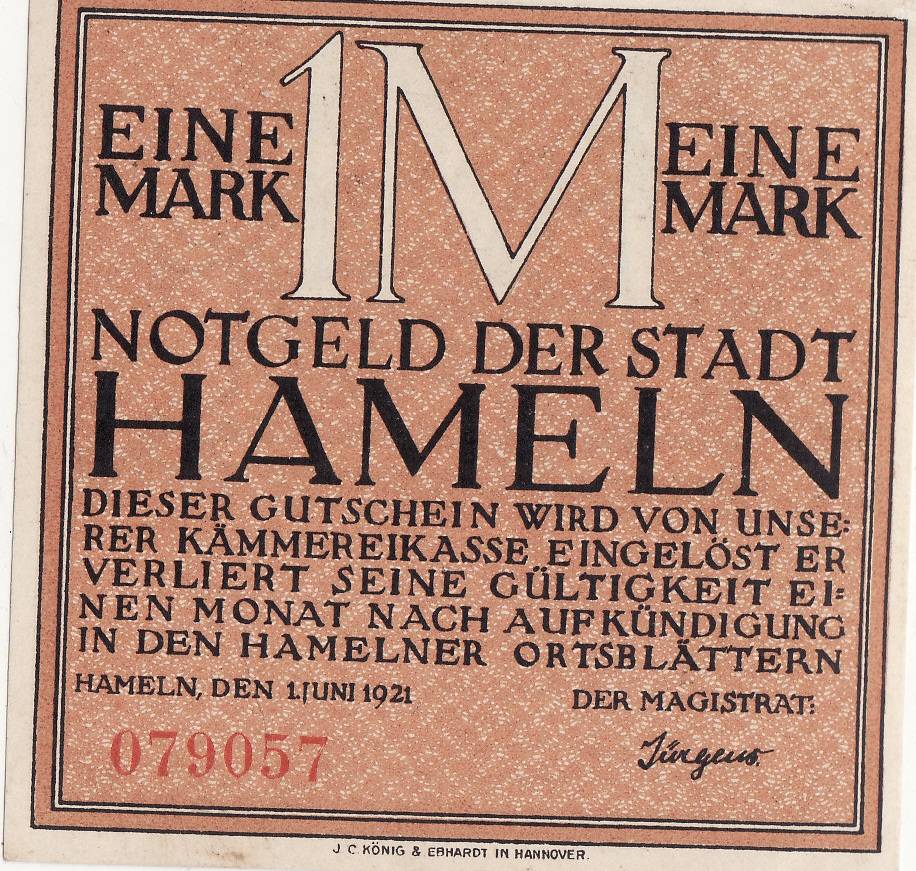 1M
EINE
MARK
EINE
MARK
NOTGELD DER STADT
HAMELN
DIESER GUTSCHEIN WIRD VON UNSE:
RER KÄMMEREIKASSE EINGELÖST ER
VERLIERT SEINE GÜLTIGKEIT EI=
NEN MONAT NACH AUFKÜNDIGUNG
IN DEN HAMELNER ORTSBLÄTTERN
HAMELN, DEN 1.JUNI 1921
DER MAGISTRAT:
079057
Jürgens.
J C KÖNIG & EBHARDT IN HANNOVER.